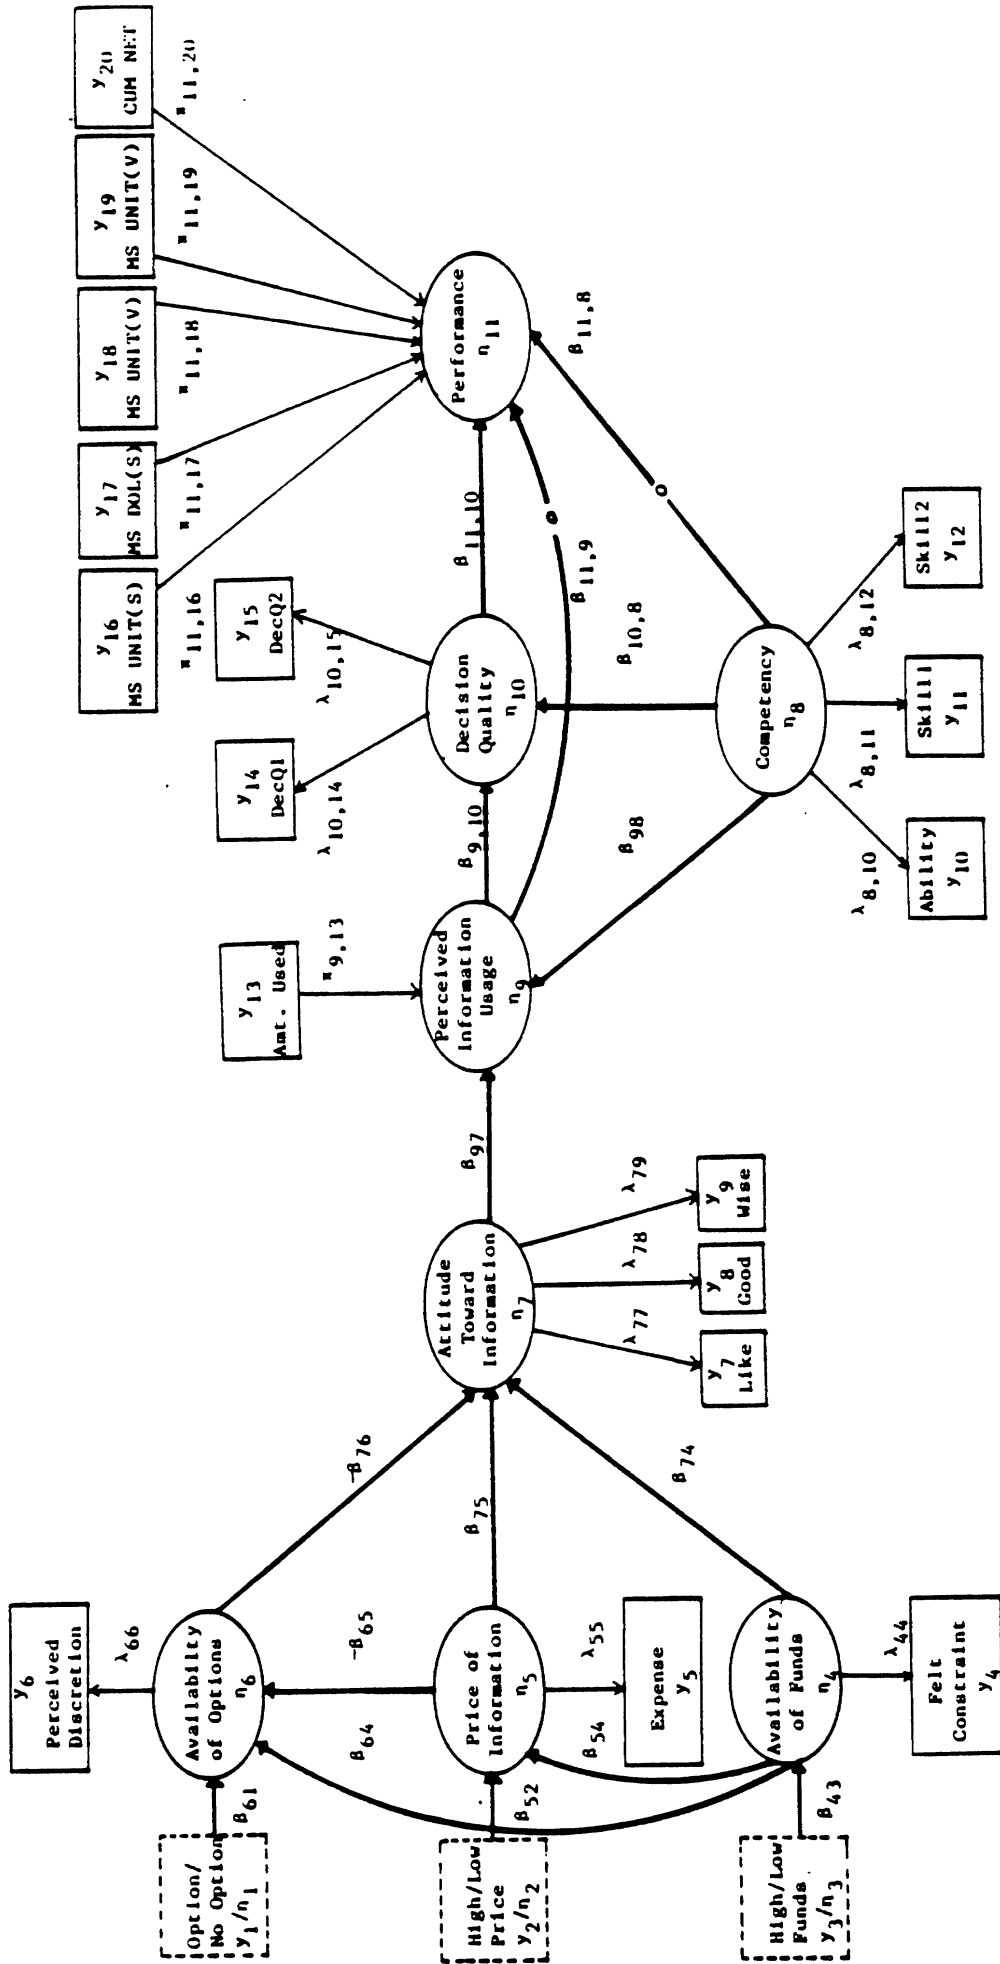 y6
Perceived
Discretion
λ66
Option/
No Option
y1/η1
β61
Availabilty
of Options
η6
-β76
β64
-β65
High/Low
Price
y2/η2
β52
Price of
Information
η5
β75
β54
λ55
Expense
y5
High/Low
Funds
y3/η3
β43
Availability
of Funds
η4
β74
λ44
Felt
Constraint
y4
Attitude
Toward
Information
η7
λ77
λ78
λ79
y7
Like
y8
Good
y9
Wise
β97
y13
Amt. Used
π9,13
Perceived
Information
Usage
η9
β9,10
β98
y14
DecQ1
y15
DecQ2
λ10,14
λ10,15
Decision
Quality
η10
β11,10
β11,9
β10,8
Competency
η8
λ8,10
λ8,11
λ8,12
Ability
y10
Skill1
y11
Skill2
y12
y16
MS UNIT(S)
y17
MS DOL(S)
y18
MS UNIT(V)
y19
MS UNIT(V)
y20
CUM NET
π11,16
π11,17
π11,18
π11,19
π11,20
Performance
η11
β11,8